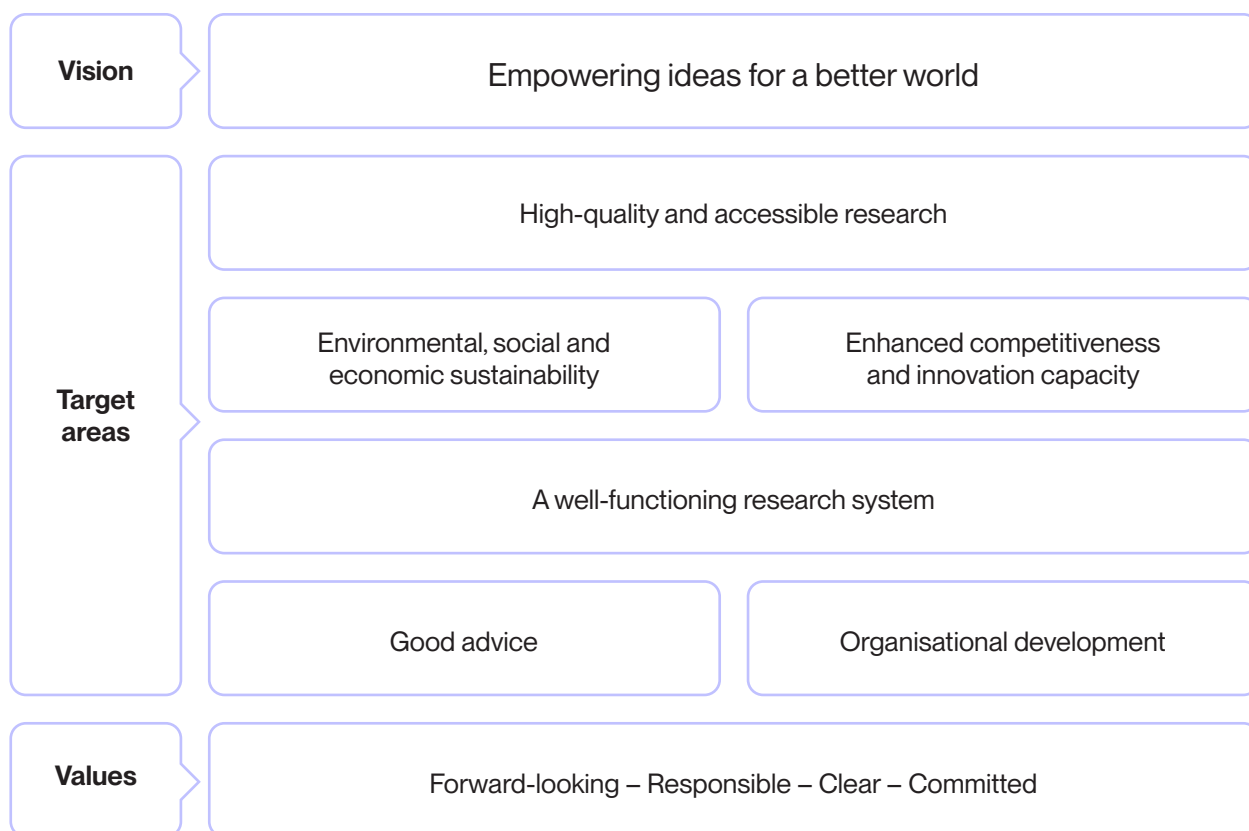 Vision
Empowering ideas for a better world
High-quality and accessible research
Environmental, social and
economic sustainability
Enhanced competitiveness
and innovation capacity
Target
areas
A well-functioning research system
Good advice
Organisational development
Values
Forward-looking – Responsible – Clear – Committed